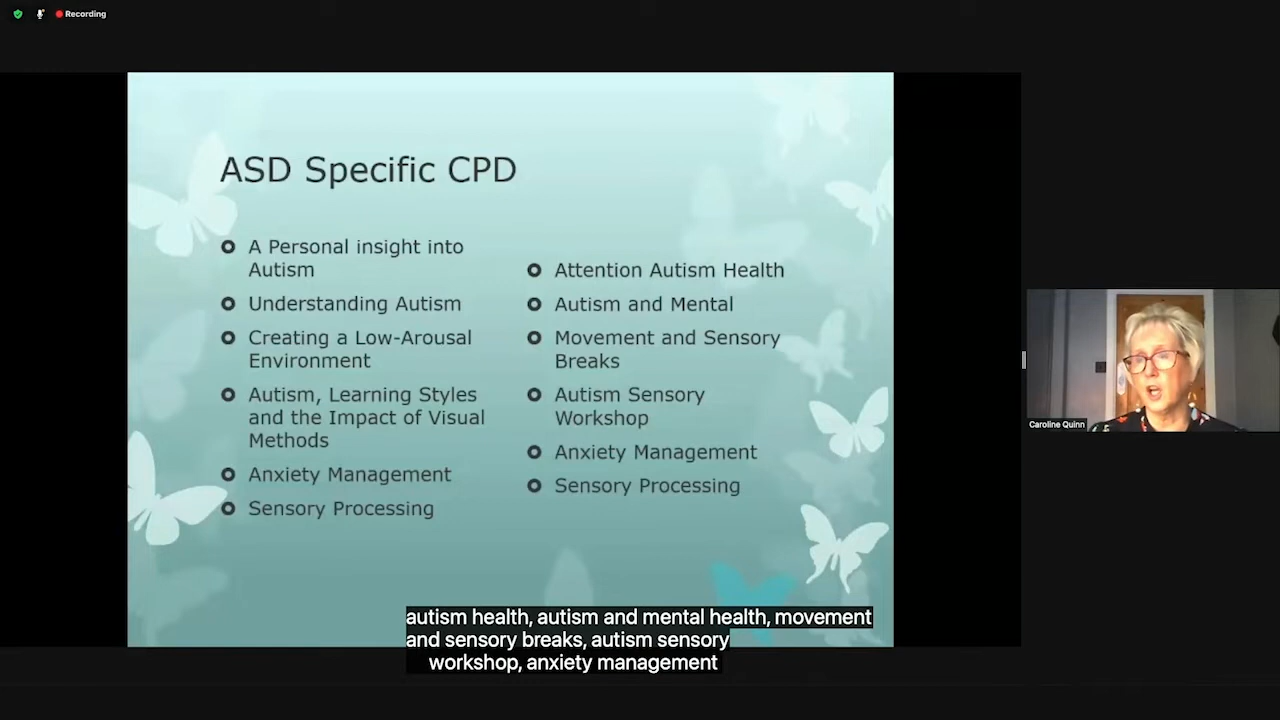 Recording
ASD Specific CPD
A Personal insight into
Autism
Understanding Autism
Creating a Low-Arousal
Environment
Autism, Learning Styles
and the Impact of Visual
Methods
Anxiety Management
Sensory Processing
Attention Autism Health
Autism and Mental
Movement and Sensory
Breaks
Autism Sensory
Workshop
Anxiety Management
Sensory Processing
Caroline Quinn
autism health, autism and mental health, movement
and sensory breaks, autism sensory
workshop, anxiety management